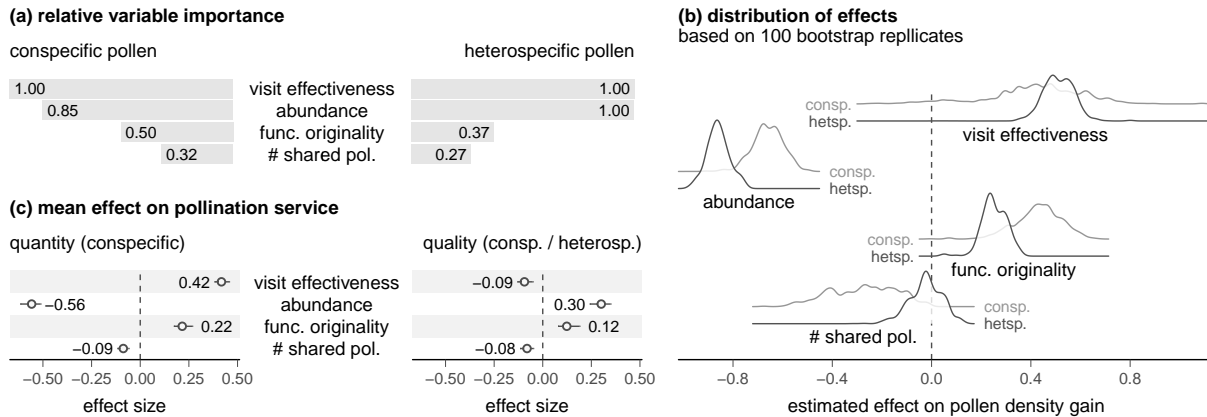 (a) relative variable importance
conspecific pollen heterospecific pollen
1.00 visit effectiveness 1.00
0.85 abundance 1.00
0.50 func. originality 0.37
0.32 # shared pol. 0.27
(c) mean effect on pollination service
quantity (conspecific) quality (consp. / heterosp.)
0.42 visit effectiveness −0.09
−0.56 abundance 0.30
0.22 func. originality 0.12
−0.09 # shared pol. −0.08
−0.50 −0.25 0.00 0.25 0.50 −0.50 −0.25 0.00 0.25 0.50
effect size effect size
(b) distribution of effects
based on 100 bootstrap repllicates
consp.
hetsp.
visit effectiveness
consp.
hetsp.
abundance
consp.
hetsp.
func. originality
consp.
hetsp.
# shared pol.
−0.8 −0.4 0.0 0.4 0.8
estimated effect on pollen density gain